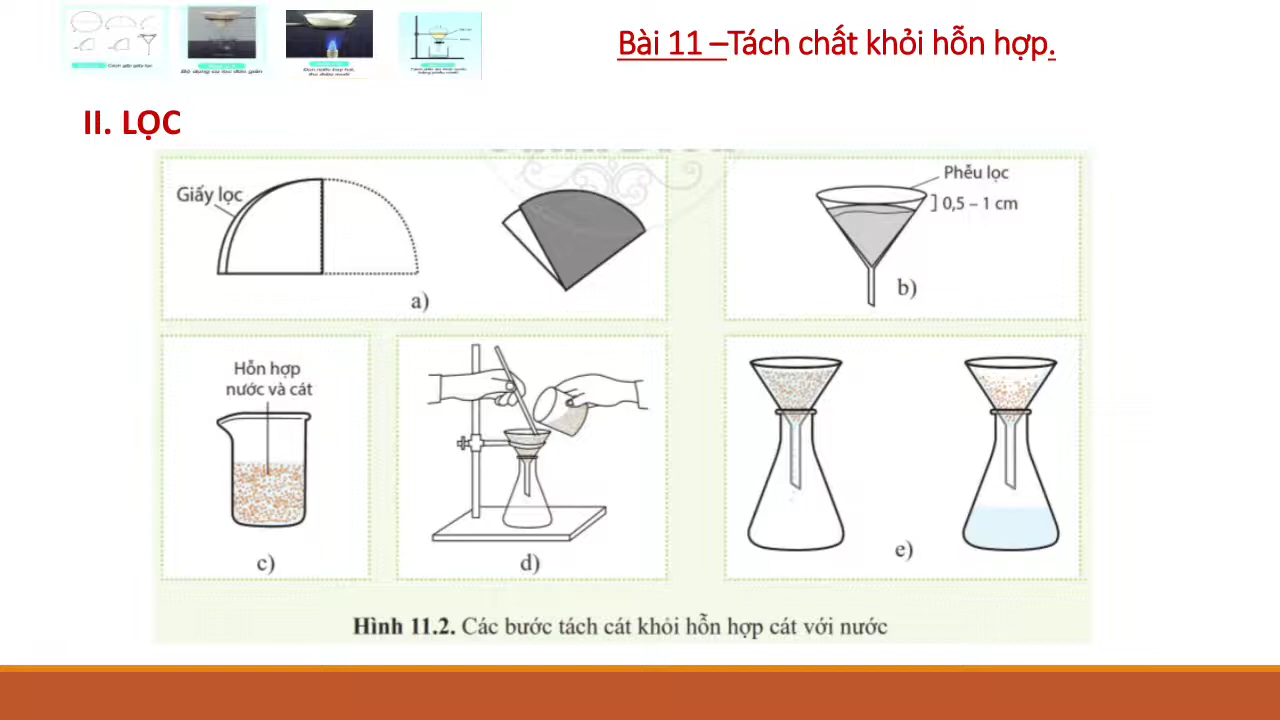 Bài 11 –Tách chất khỏi hỗn hợp.
II. LỌC
Giấy lọc
a)
Phễu lọc
0,5 – 1 cm
b)
Hỗn hợp
nước và cát
c)
d)
e)
Hình 11.2. Các bước tách cát khỏi hỗn hợp cát với nước